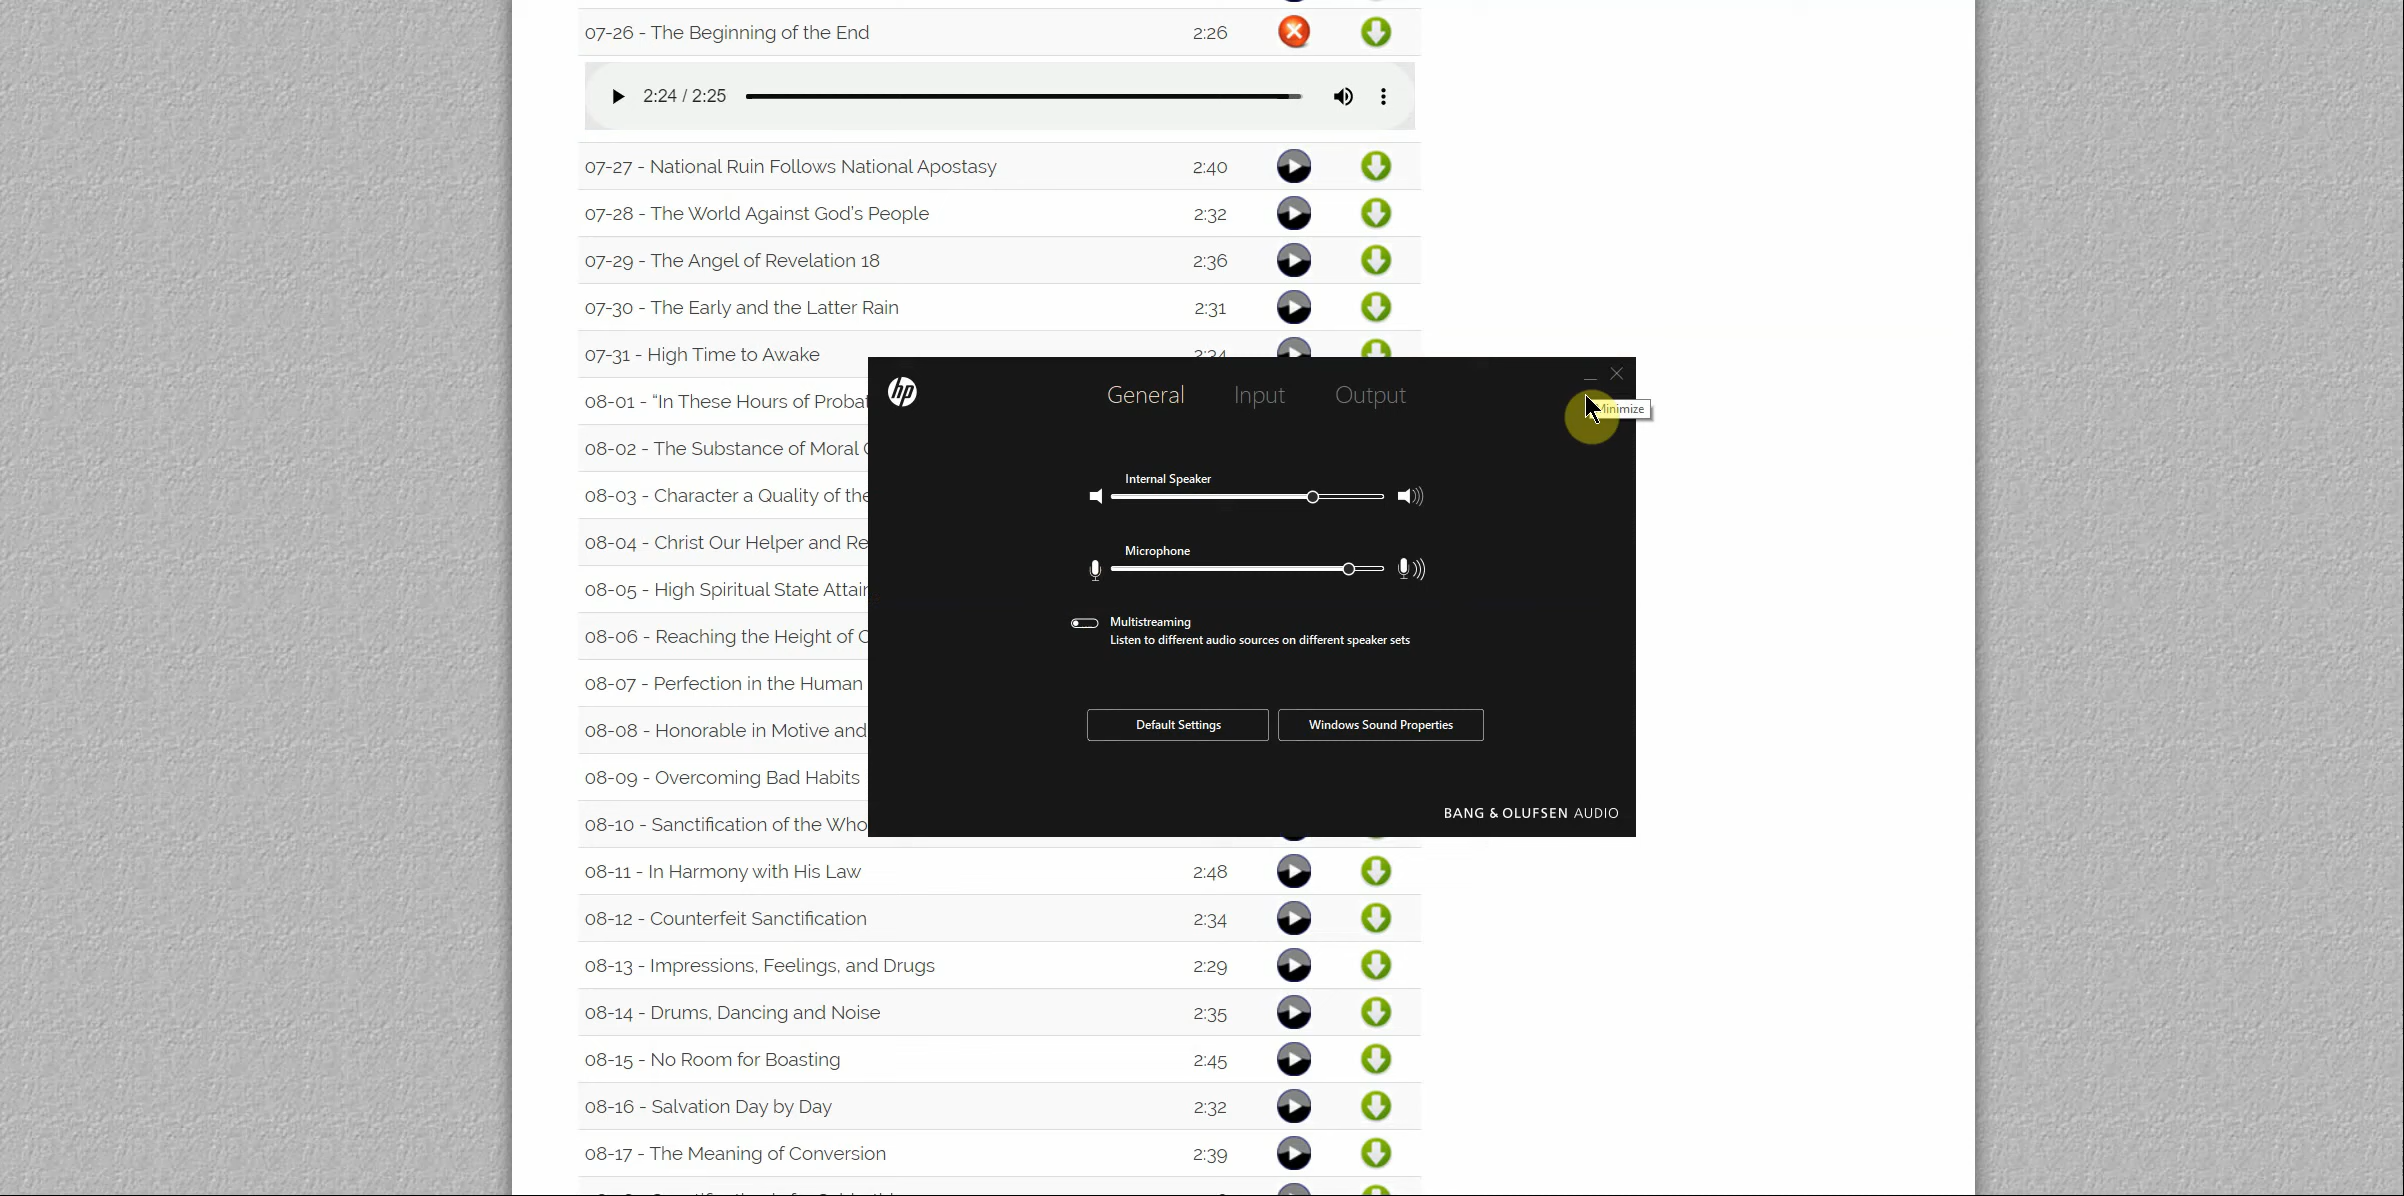 07-26 - The Beginning of the End 2:26
2:24 / 2:25
07-27 - National Ruin Follows National Apostasy 2:40
07-28 - The World Against God's People 2:32
07-29 - The Angel of Revelation 18 2:36
07-30 - The Early and the Latter Rain 2:31
07-31 - High Time to Awake
hp
General Input Output
Minimize
08-01 - “In These Hours of
08-02 - The Substance of Moral
Internal Speaker
08-03 - Character a Quality of the
08-04 - Christ Our Helper and
Microphone
08-05 - High Spiritual State
Multistreaming
Listen to different audio sources on different speaker sets
08-06 - Reaching the Height of
08-07 - Perfection in the Human
Default Settings Windows Sound Properties
08-08 - Honorable in Motive and
08-09 - Overcoming Bad Habits
BANG & OLUFSEN AUDIO
08-10 - Sanctification of the
08-11 - In Harmony with His Law 2:48
08-12 - Counterfeit Sanctification 2:34
08-13 - Impressions, Feelings, and Drugs 2:29
08-14 - Drums, Dancing and Noise 2:35
08-15 - No Room for Boasting 2:45
08-16 - Salvation Day by Day 2:32
08-17 - The Meaning of Conversion 2:39